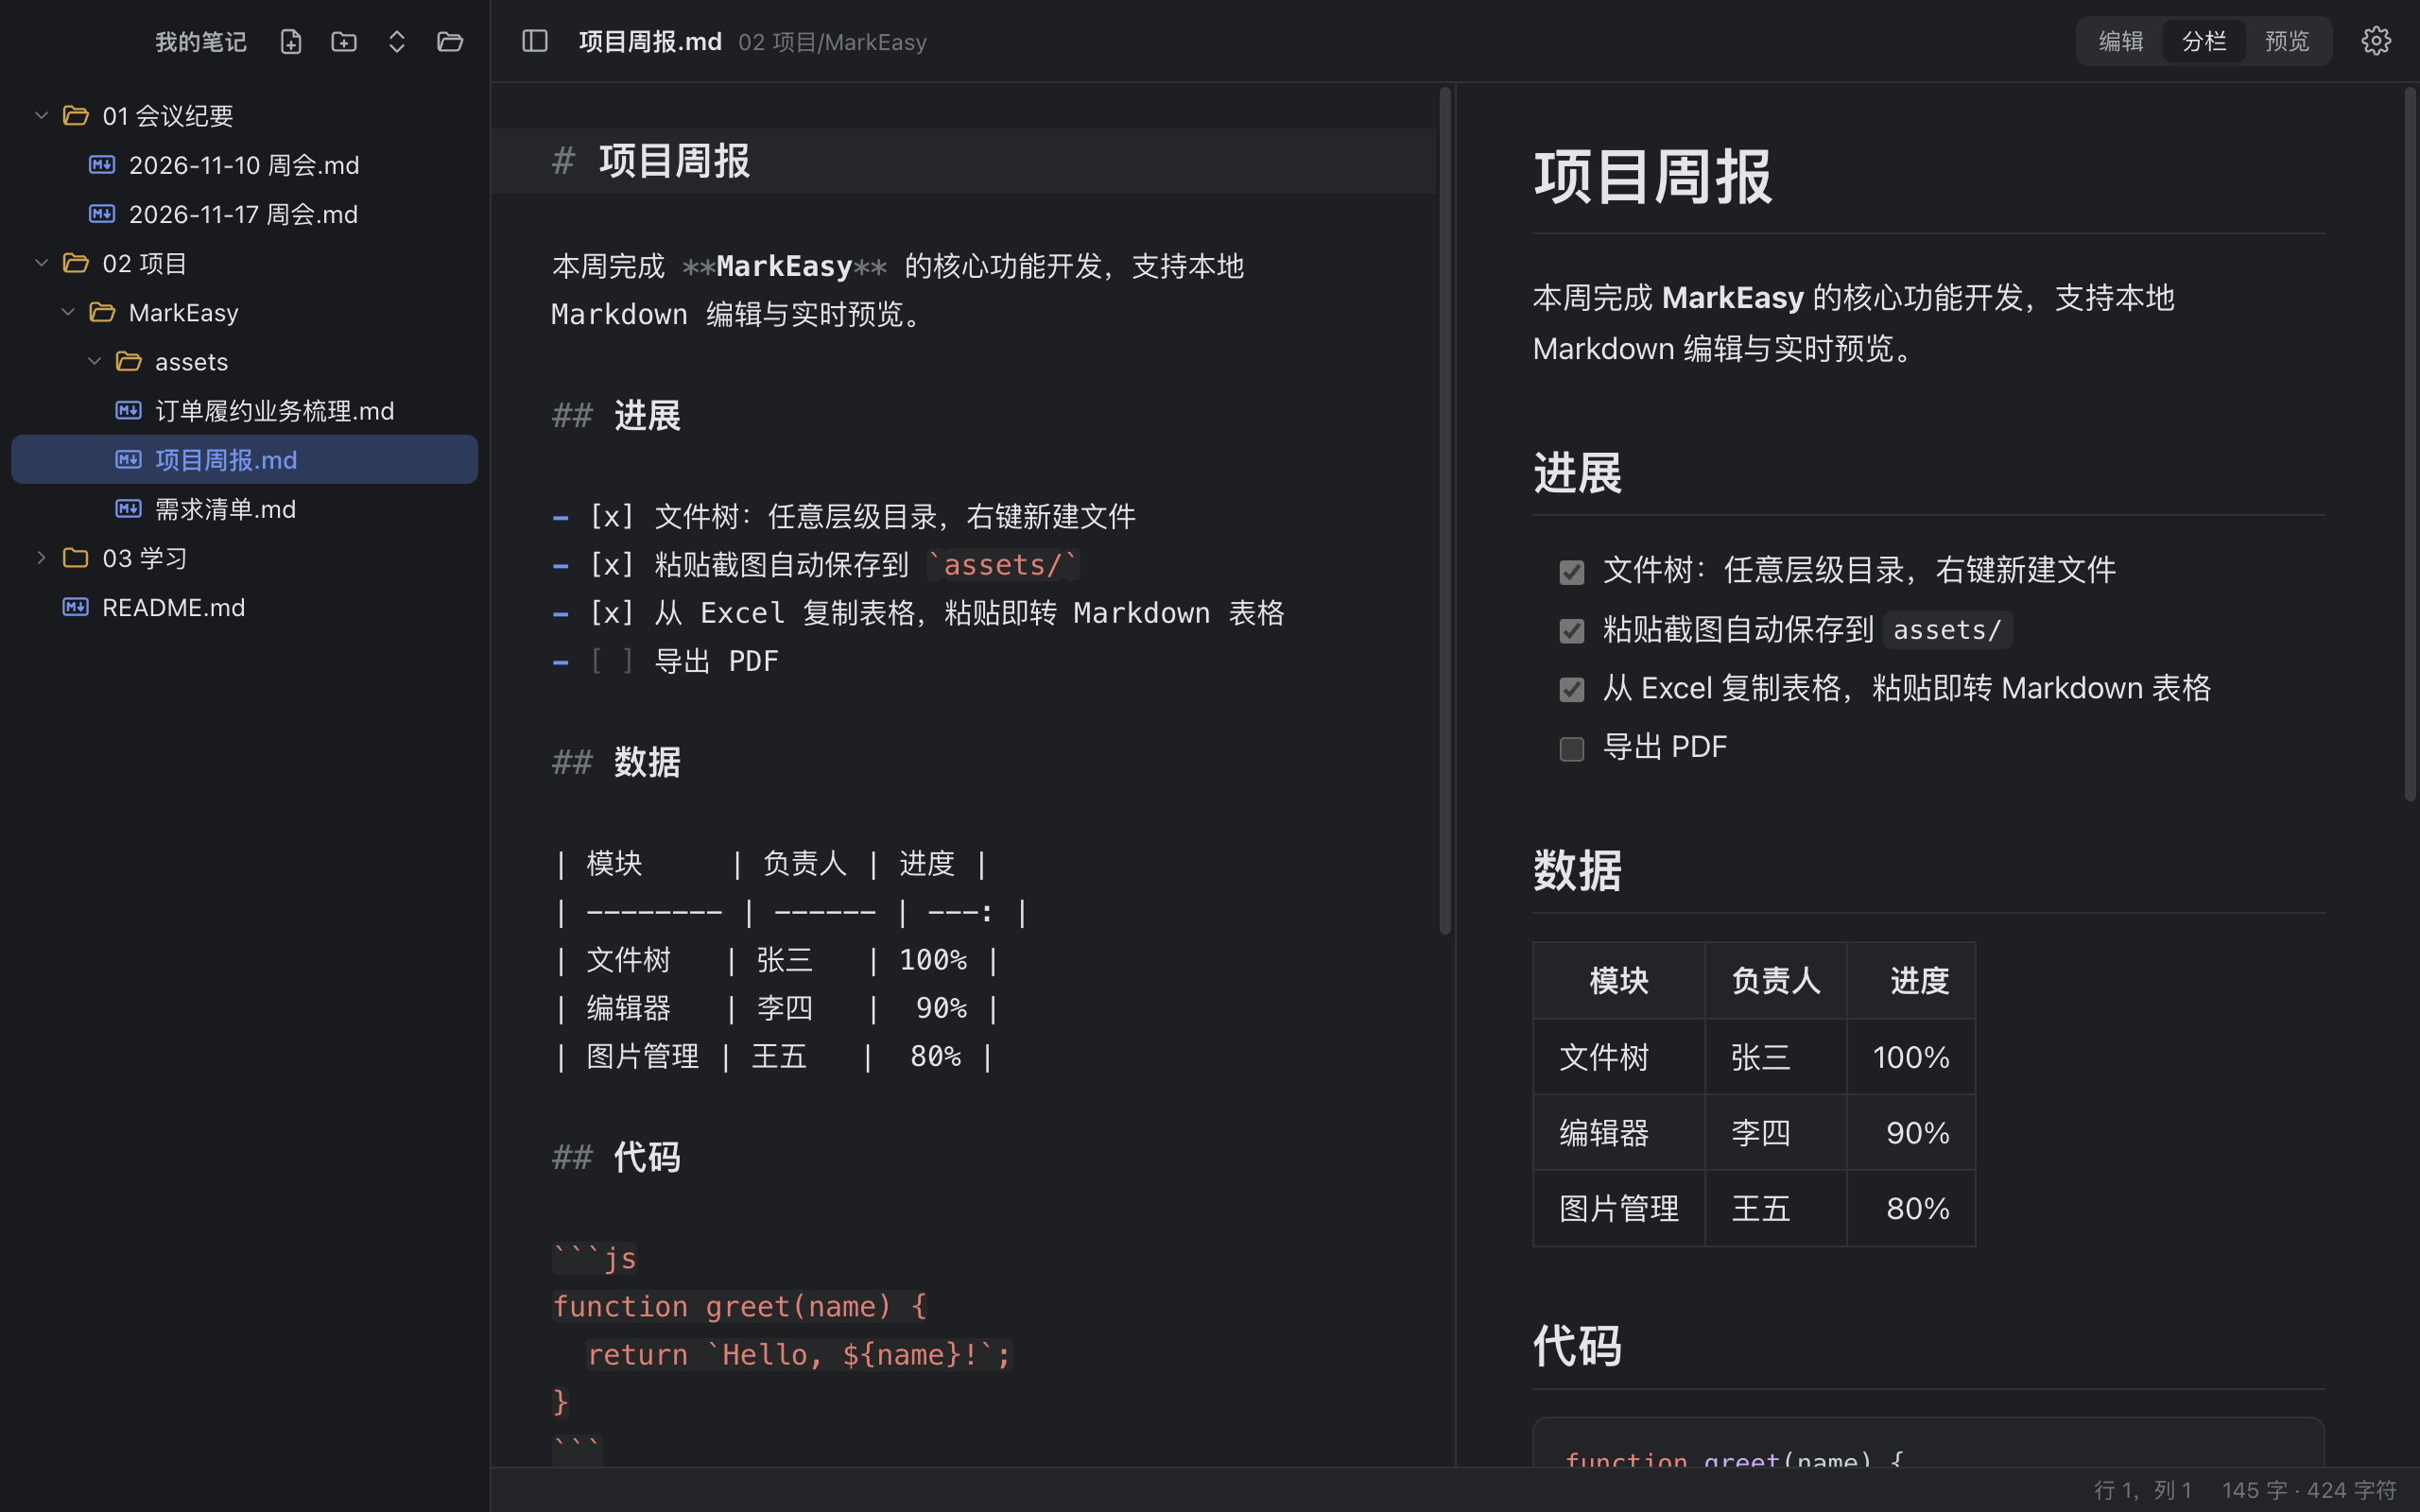 我的笔记
01 会议纪要
2026-11-10 周会.md
2026-11-17 周会.md
02 项目
MarkEasy
assets
订单履约业务梳理.md
项目周报.md
需求清单.md
03 学习
README.md
项目周报.md 02 项目/MarkEasy
编辑 分栏 预览
# 项目周报
本周完成 **MarkEasy** 的核心功能开发，支持本地
Markdown 编辑与实时预览。
## 进展
- [x] 文件树：任意层级目录，右键新建文件
- [x] 粘贴截图自动保存到 `assets/`
- [x] 从 Excel 复制表格，粘贴即转 Markdown 表格
- [ ] 导出 PDF
## 数据
| 模块     | 负责人 | 进度 |
| -------- | ------ | ---: |
| 文件树   | 张三   | 100% |
| 编辑器   | 李四   |  90% |
| 图片管理 | 王五   |  80% |
## 代码
```js
function greet(name) {
  return `Hello, ${name}!`;
}
```
项目周报
本周完成 MarkEasy 的核心功能开发，支持本地
Markdown 编辑与实时预览。
进展
文件树：任意层级目录，右键新建文件
粘贴截图自动保存到 assets/
从 Excel 复制表格，粘贴即转 Markdown 表格
导出 PDF
数据
模块 负责人 进度
文件树 张三 100%
编辑器 李四 90%
图片管理 王五 80%
代码
function greet(name) {
行 1，列 1 145 字 · 424 字符